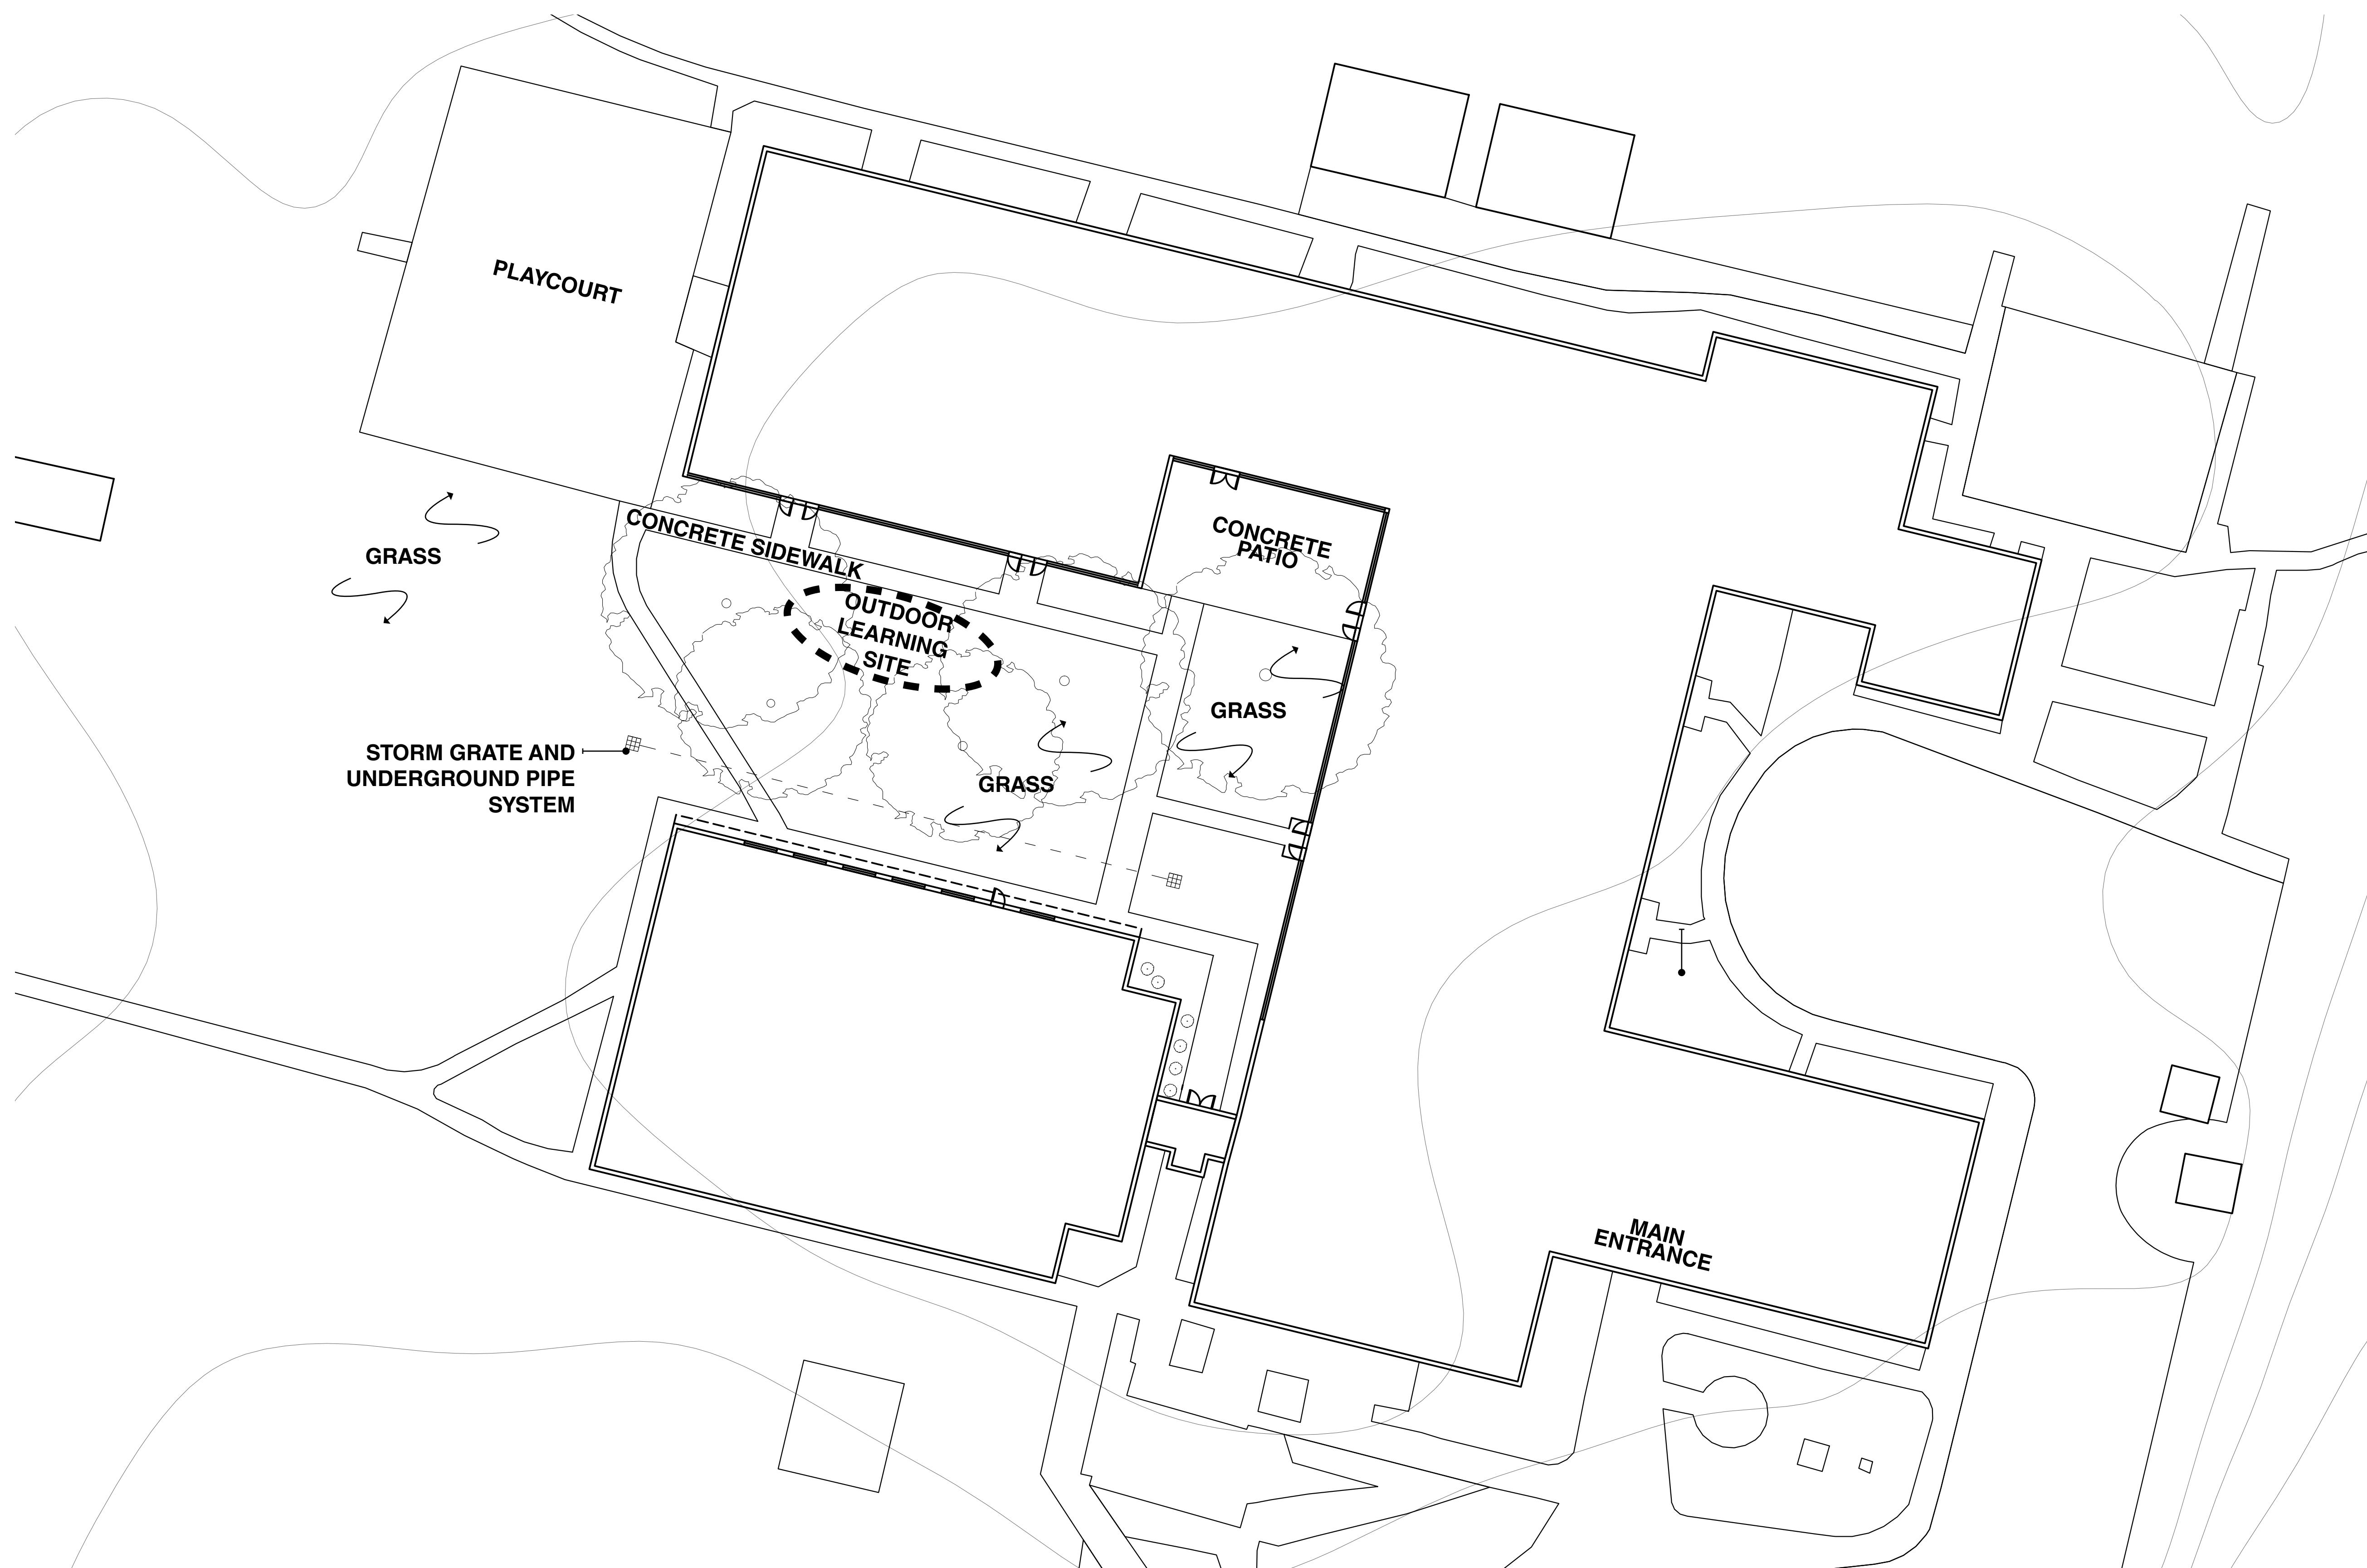 PLAYCOURT
CONCRETE SIDEWALK
CONCRETE
PATIO
GRASS
OUTDOOR
LEARNING
SITE
GRASS
STORM GRATE AND
UNDERGROUND PIPE
SYSTEM
GRASS
MAIN
ENTRANCE